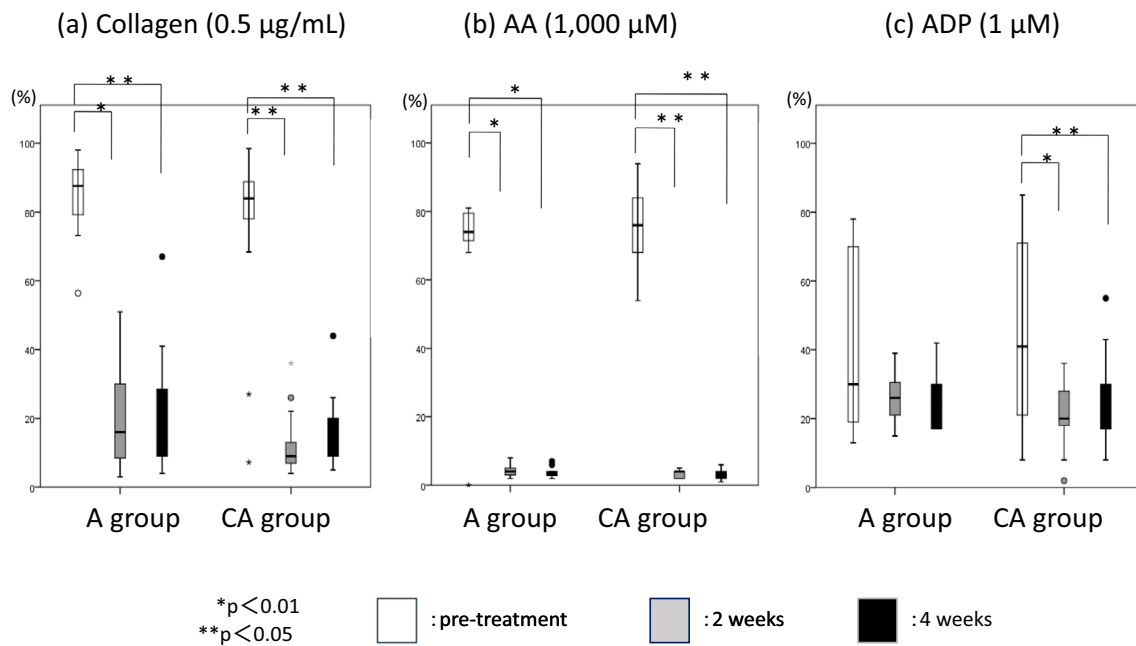 (a) Collagen (0.5 μg/mL)
(b) AA (1,000 μM)
(c) ADP (1 μM)
(%)
* *
*
* *
* *
100
80
60
40
20
0
A group
CA group
(%)
*
*
* *
* *
100
80
60
40
20
0
A group
CA group
(%)
* *
*
100
80
60
40
20
0
A group
CA group
*p<0.01
**p<0.05
: pre-treatment
: 2 weeks
: 4 weeks